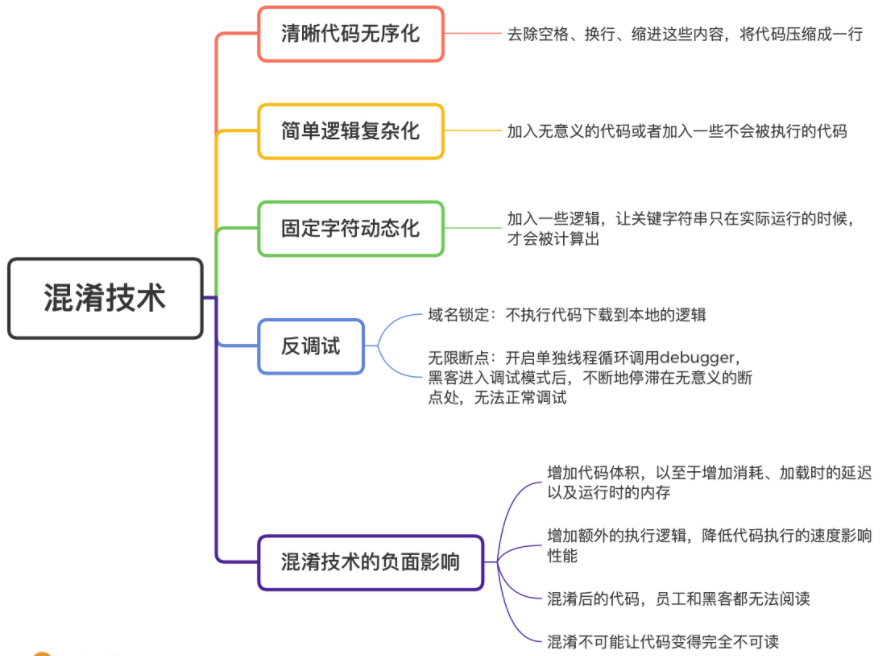 清晰代码无序化
去除空格、换行、缩进这些内容，将代码压缩成一行
简单逻辑复杂化
加入无意义的代码或者加入一些不会被执行的代码
固定字符动态化
加入一些逻辑，让关键字符串只在实际运行的时候，
才会被计算出
混淆技术
反调试
域名锁定：不执行代码下载到本地的逻辑
无限断点：开启单独线程循环调用debugger，
黑客进入调试模式后，不断地停滞在无意义的断
点处，无法正常调试
混淆技术的负面影响
增加代码体积，以至于增加消耗、加载时的延迟
以及运行时的内存
增加额外的执行逻辑，降低代码执行的速度影响
性能
混淆后的代码，员工和黑客都无法阅读
混淆不可能让代码变得完全不可读